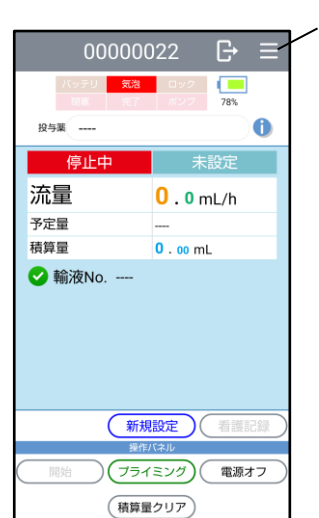 00000022
バッテリ 気泡 ロック
閉塞 完了 ポンプ 78%
投与薬 ----
停止中 未設定
流量 0.0 mL/h
予定量 ----
積算量 0.00 mL
輸液No. ----
新規設定 看護記録
操作パネル
開始 プライミング 電源オフ
積算量クリア